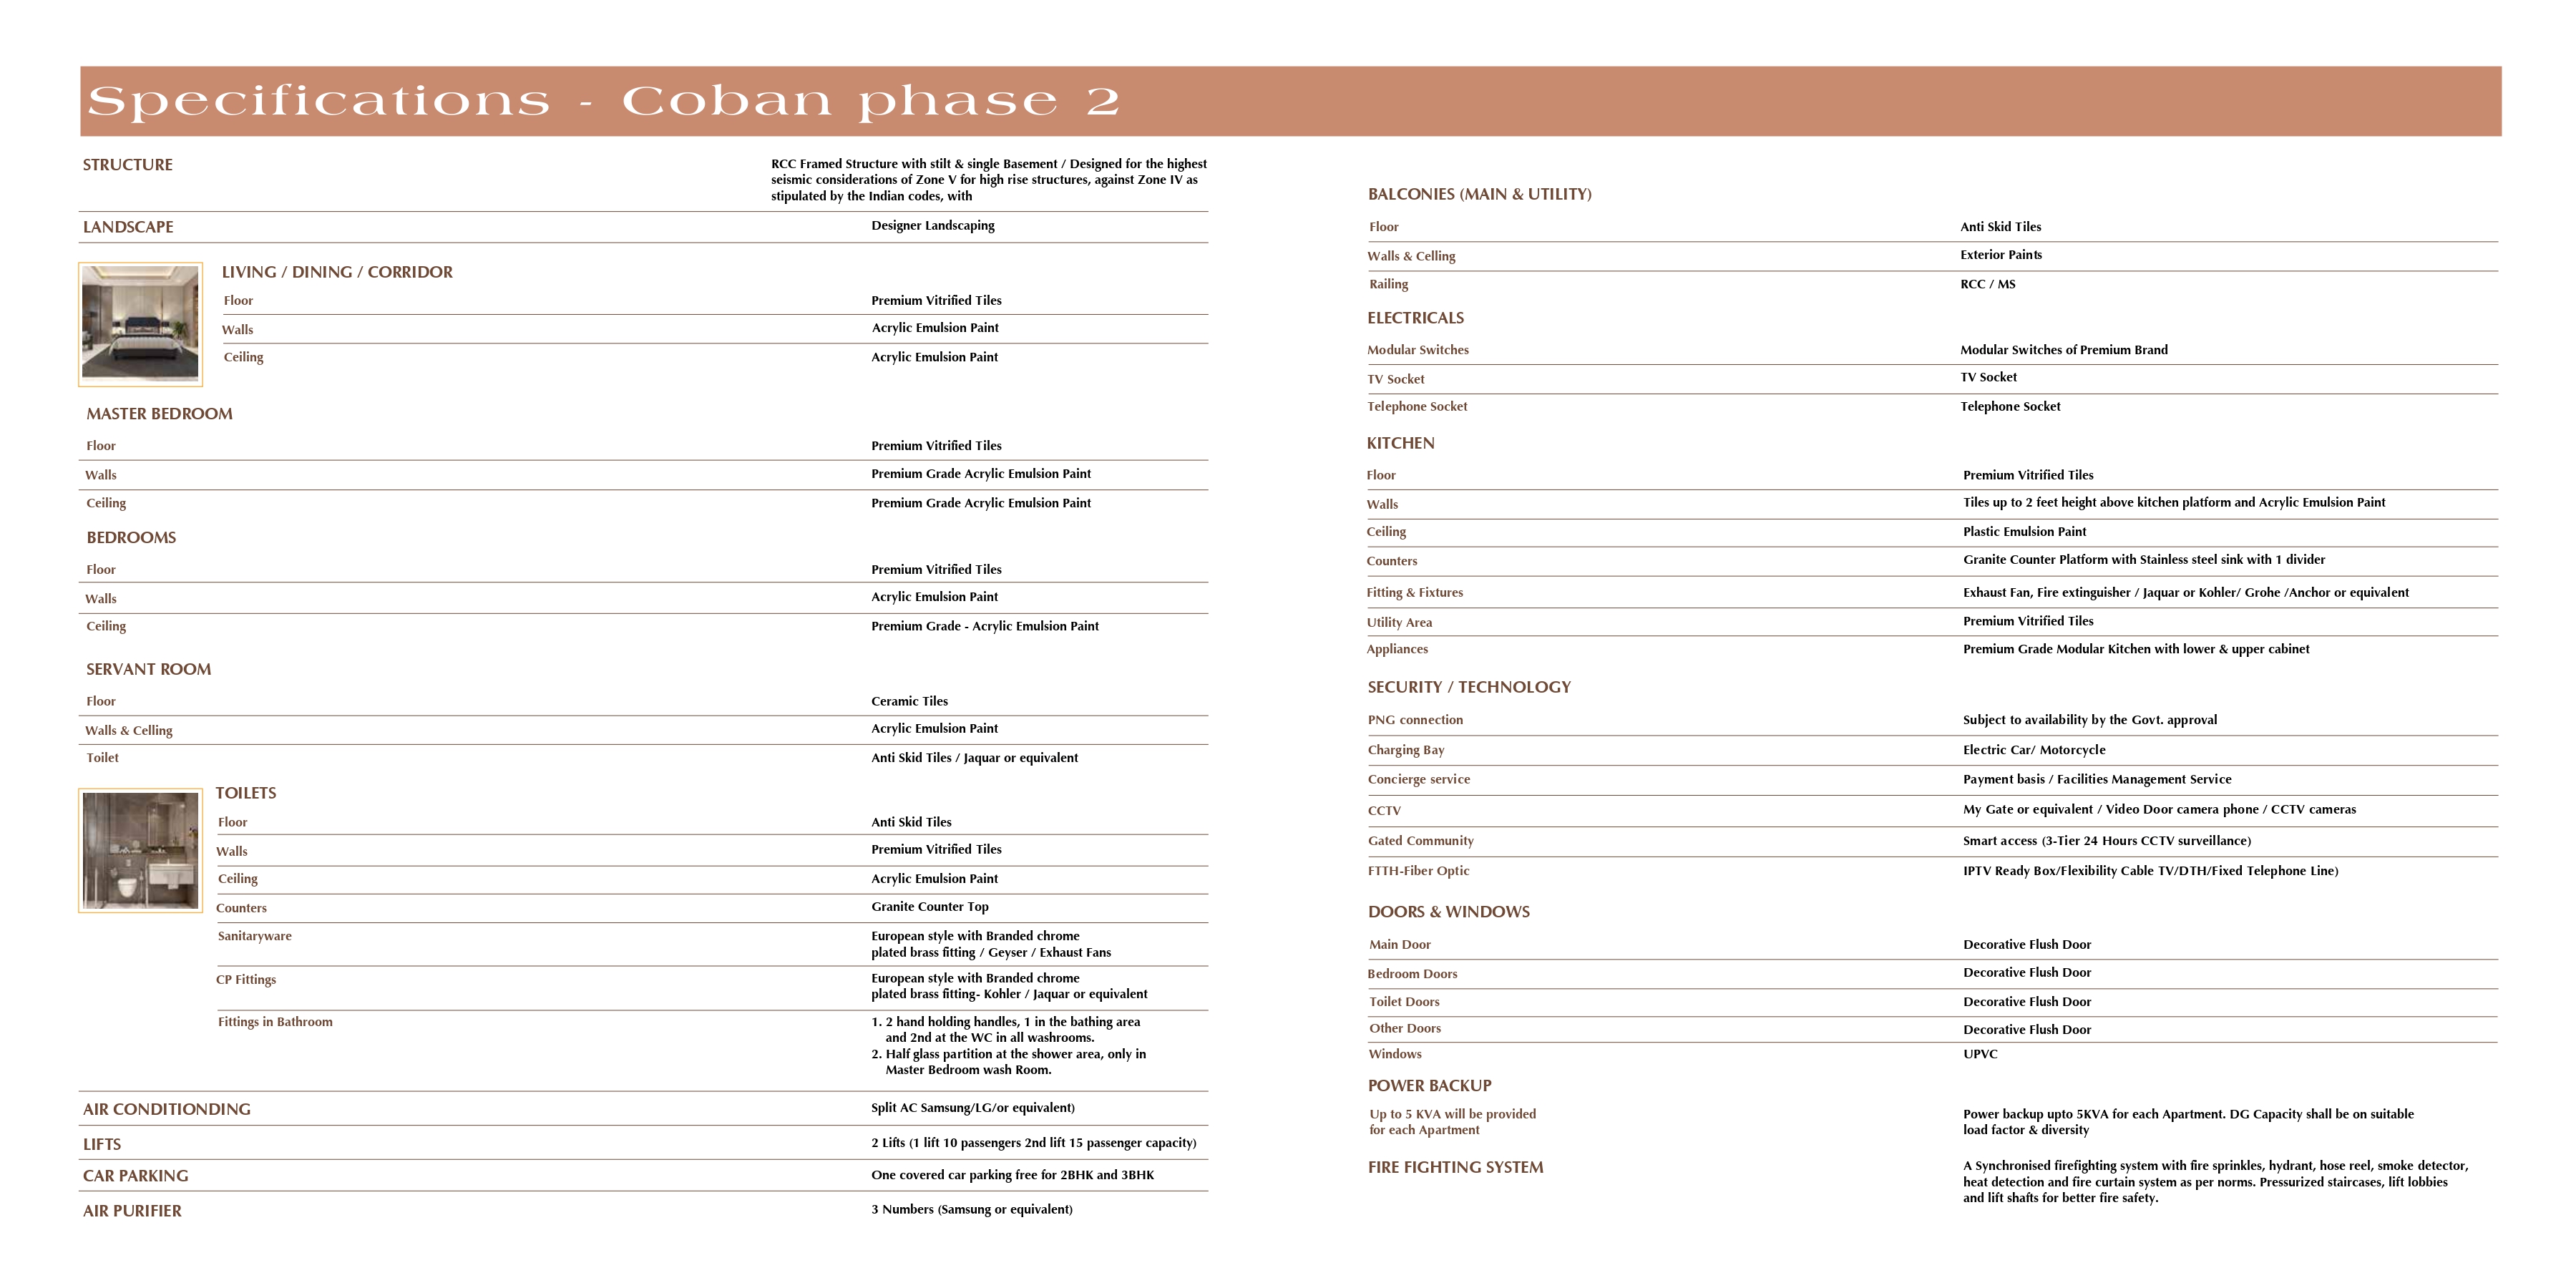 Specifications - Coban phase 2
STRUCTURE
RCC Framed Structure with stilt & single Basement / Designed for the highest
seismic considerations of Zone V for high rise structures, against Zone IV as
stipulated by the Indian codes, with
LANDSCAPE Designer Landscaping
LIVING / DINING / CORRIDOR
Floor Premium Vitrified Tiles
Walls Acrylic Emulsion Paint
Ceiling Acrylic Emulsion Paint
MASTER BEDROOM
Floor Premium Vitrified Tiles
Walls Premium Grade Acrylic Emulsion Paint
Ceiling Premium Grade Acrylic Emulsion Paint
BEDROOMS
Floor Premium Vitrified Tiles
Walls Acrylic Emulsion Paint
Ceiling Premium Grade - Acrylic Emulsion Paint
SERVANT ROOM
Floor Ceramic Tiles
Walls & Celling Acrylic Emulsion Paint
Toilet Anti Skid Tiles / Jaquar or equivalent
TOILETS
Floor Anti Skid Tiles
Walls Premium Vitrified Tiles
Ceiling Acrylic Emulsion Paint
Counters Granite Counter Top
Sanitaryware European style with Branded chrome
plated brass fitting / Geyser / Exhaust Fans
CP Fittings European style with Branded chrome
plated brass fitting- Kohler / Jaquar or equivalent
Fittings in Bathroom 1. 2 hand holding handles, 1 in the bathing area
and 2nd at the WC in all washrooms.
2. Half glass partition at the shower area, only in
Master Bedroom wash Room.
AIR CONDITIONDING Split AC Samsung/LG/or equivalent)
LIFTS 2 Lifts (1 lift 10 passengers 2nd lift 15 passenger capacity)
CAR PARKING One covered car parking free for 2BHK and 3BHK
AIR PURIFIER 3 Numbers (Samsung or equivalent)
BALCONIES (MAIN & UTILITY)
Floor Anti Skid Tiles
Walls & Celling Exterior Paints
Railing RCC / MS
ELECTRICALS
Modular Switches Modular Switches of Premium Brand
TV Socket TV Socket
Telephone Socket Telephone Socket
KITCHEN
Floor Premium Vitrified Tiles
Walls Tiles up to 2 feet height above kitchen platform and Acrylic Emulsion Paint
Ceiling Plastic Emulsion Paint
Counters Granite Counter Platform with Stainless steel sink with 1 divider
Fitting & Fixtures Exhaust Fan, Fire extinguisher / Jaquar or Kohler/ Grohe /Anchor or equivalent
Utility Area Premium Vitrified Tiles
Appliances Premium Grade Modular Kitchen with lower & upper cabinet
SECURITY / TECHNOLOGY
PNG connection Subject to availability by the Govt. approval
Charging Bay Electric Car/ Motorcycle
Concierge service Payment basis / Facilities Management Service
CCTV My Gate or equivalent / Video Door camera phone / CCTV cameras
Gated Community Smart access (3-Tier 24 Hours CCTV surveillance)
FTTH-Fiber Optic IPTV Ready Box/Flexibility Cable TV/DTH/Fixed Telephone Line)
DOORS & WINDOWS
Main Door Decorative Flush Door
Bedroom Doors Decorative Flush Door
Toilet Doors Decorative Flush Door
Other Doors Decorative Flush Door
Windows UPVC
POWER BACKUP
Up to 5 KVA will be provided Power backup upto 5KVA for each Apartment. DG Capacity shall be on suitable
for each Apartment load factor & diversity
FIRE FIGHTING SYSTEM A Synchronised firefighting system with fire sprinkles, hydrant, hose reel, smoke detector,
heat detection and fire curtain system as per norms. Pressurized staircases, lift lobbies
and lift shafts for better fire safety.